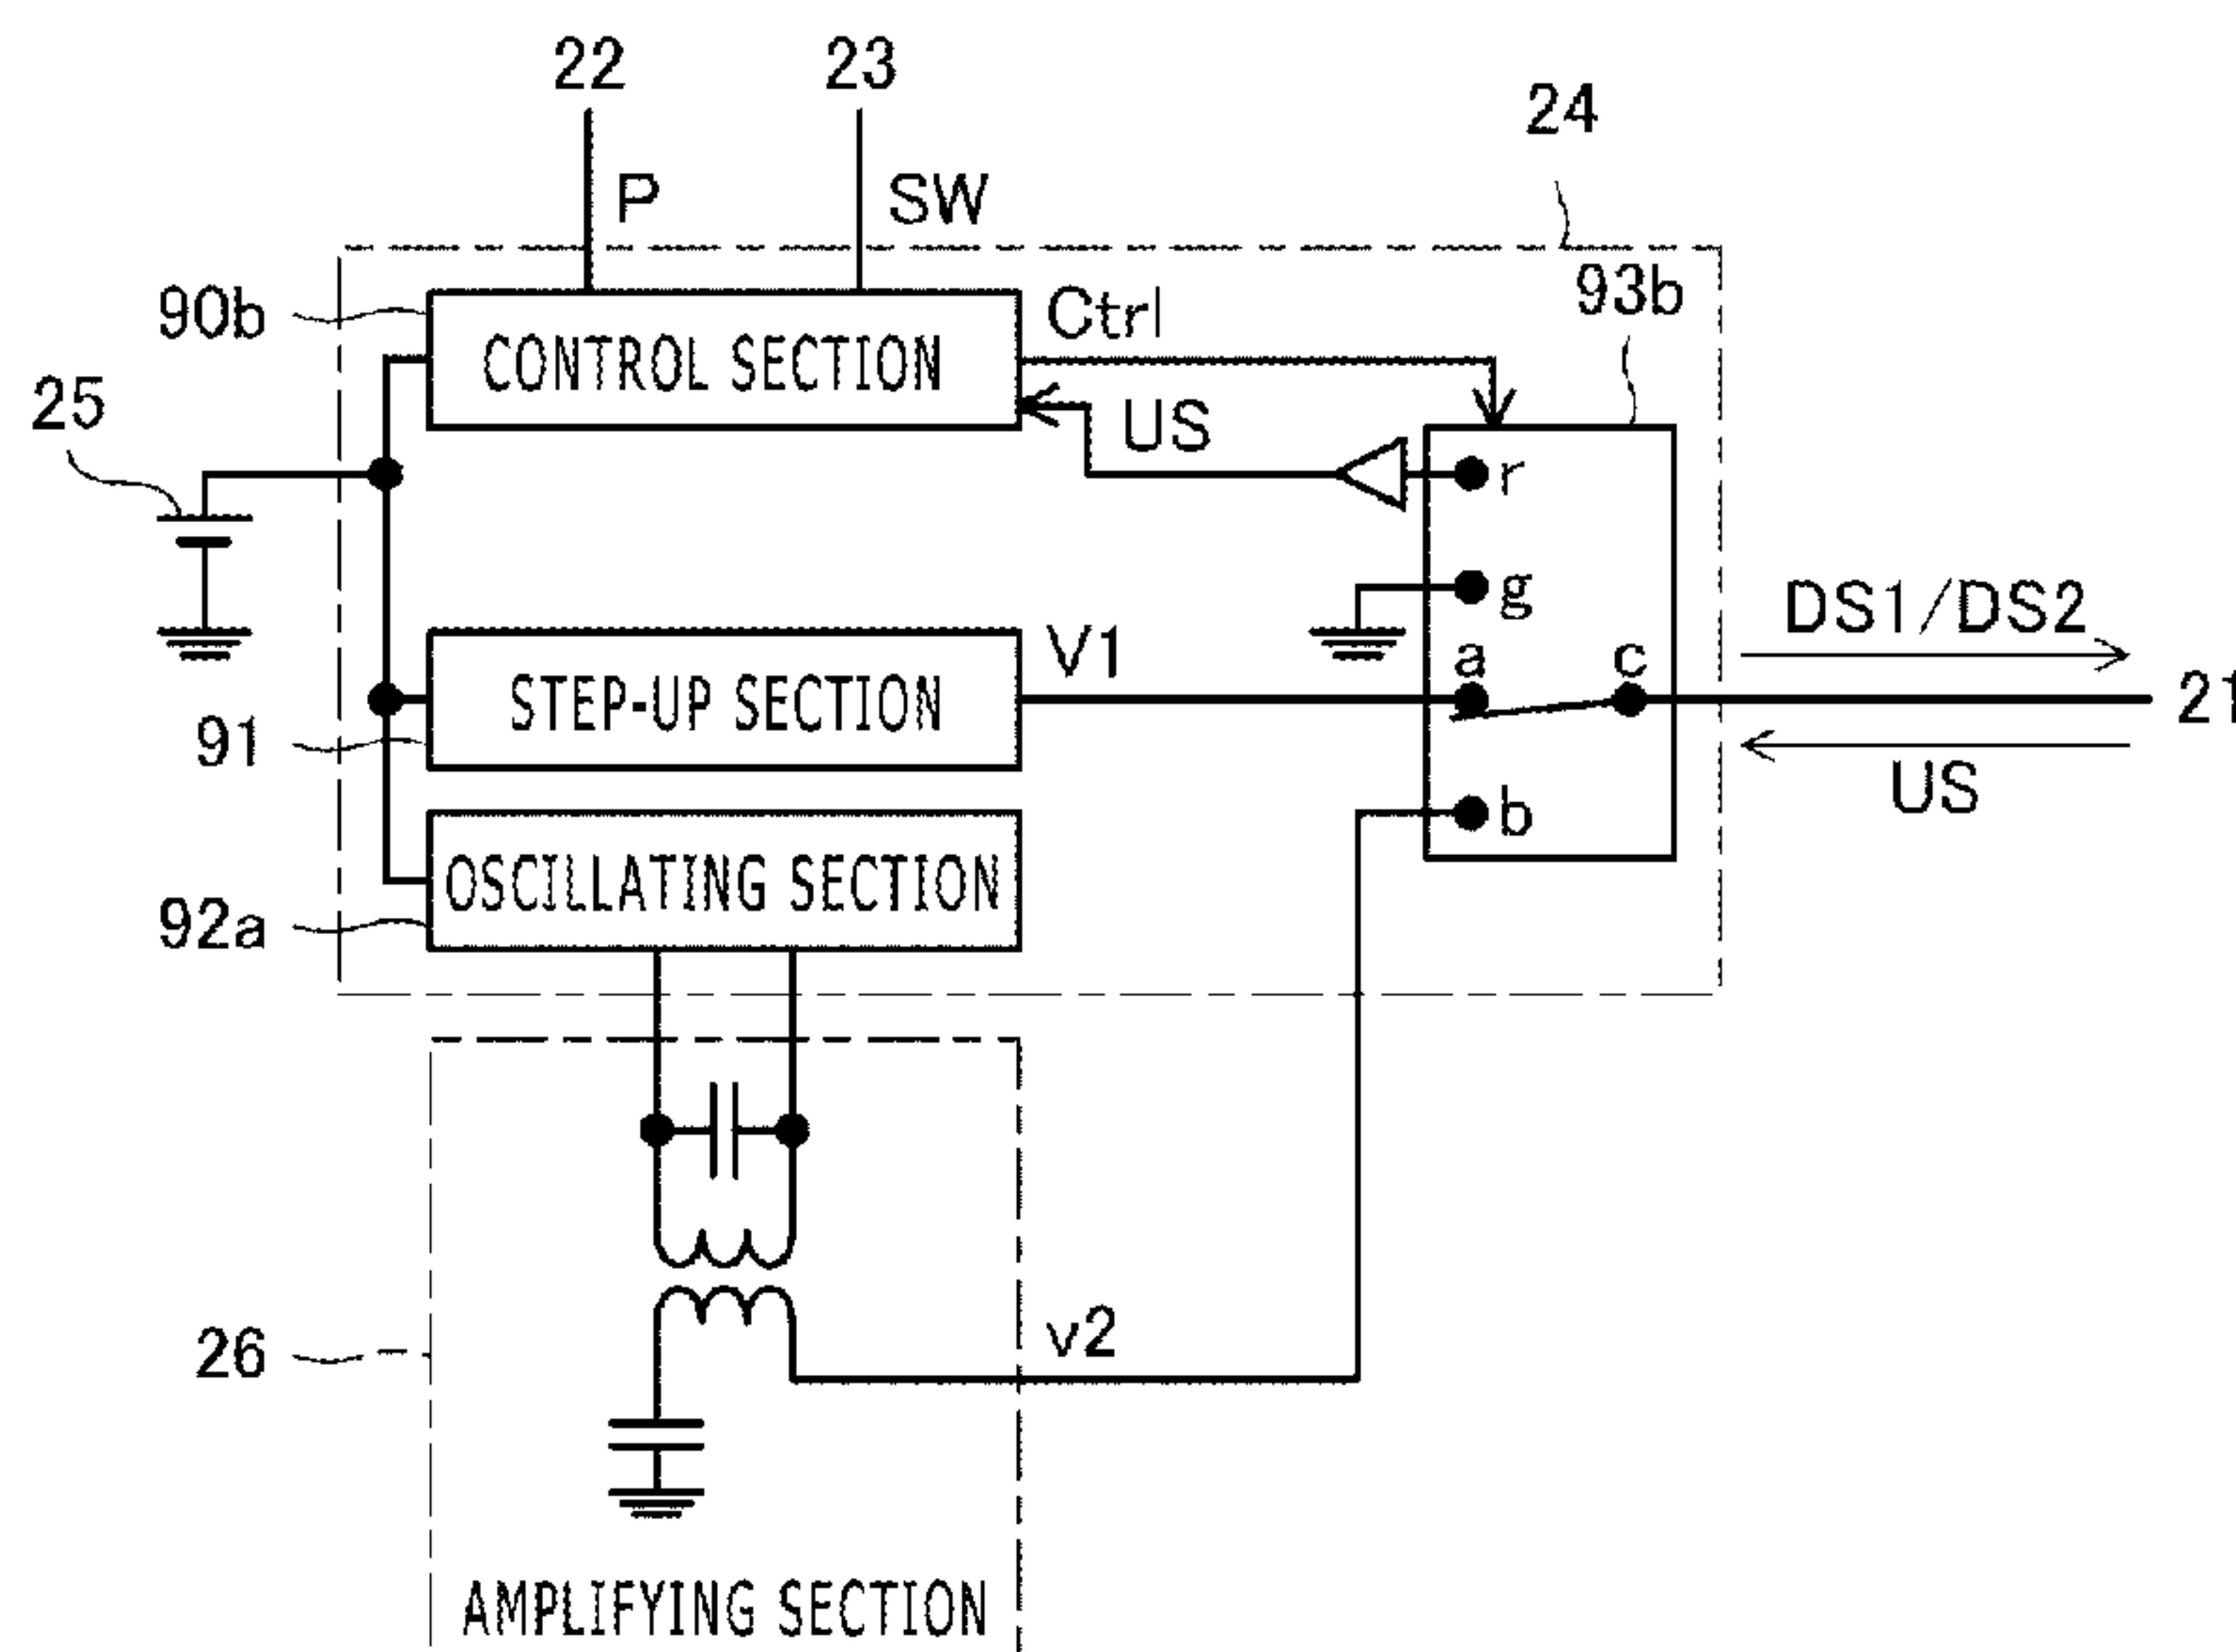 22
23
24
P
SW
90b
CONTROL SECTION
Ctrl
93b
25
US
r
g
DS1/DS2
V1
a
c
STEP-UP SECTION
21
91
US
b
OSCILLATING SECTION
92a
26
v2
AMPLIFYING SECTION